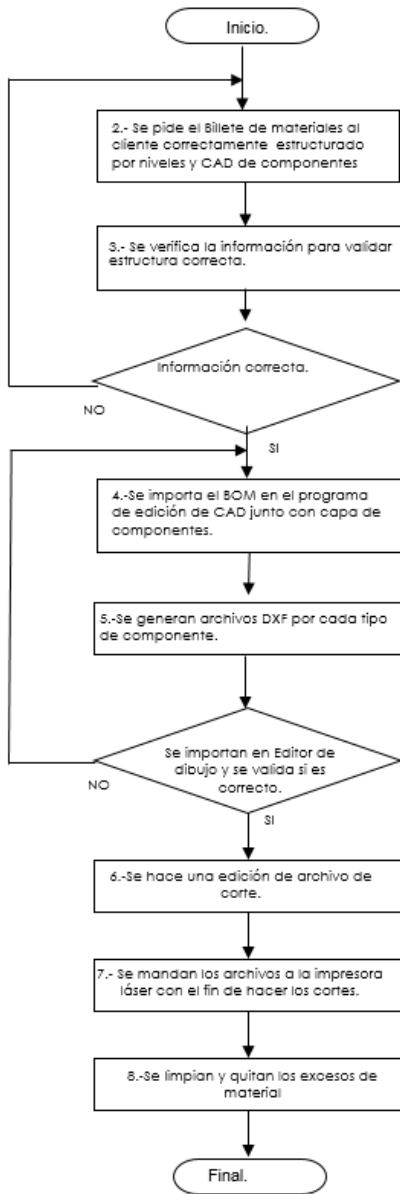 Inicio.
2.- Se pide el Billete de materiales al
cliente correctamente estructurado
por niveles y CAD de componentes
3.- Se verifica la información para validar
estructura correcta.
Información correcta.
NO
SI
4.-Se importa el BOM en el programa
de edición de CAD junto con capa de
componentes.
5.-Se generan archivos DXF por cada tipo
de componente.
Se importan en Editor de
dibujo y se valida si es
correcto.
NO
SI
6.-Se hace una edición de archivo de
corte.
7.- Se mandan los archivos a la impresora
láser con el fin de hacer los cortes.
8.-Se limpian y quitan los excesos de
material
Final.